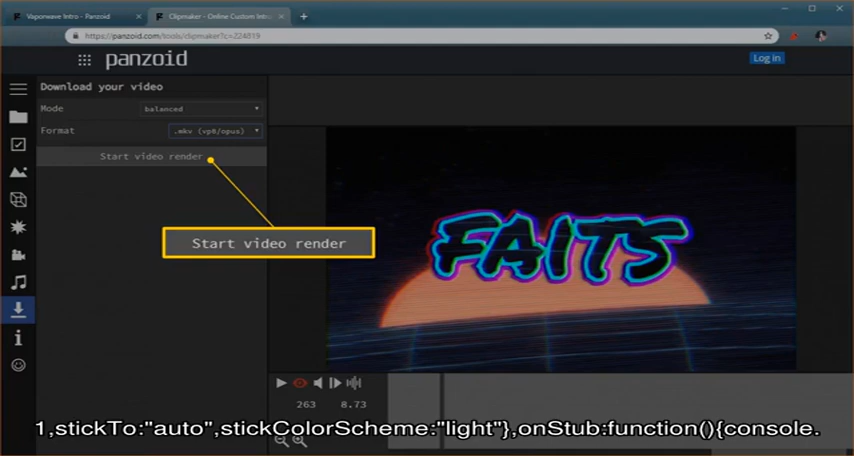 Vaporwave Intro - Panzoid
Clipmaker - Online Custom Intro
https://panzoid.com/tools/clipmaker?c=224819
panzoid
Log in
Download your video
Mode
balanced
Format
.mkv (vp8/opus)
Start video render
Start video render
FAITS
263
8.73
1,stickTo:"auto",stickColorScheme:"light"},onStub:function(){console.